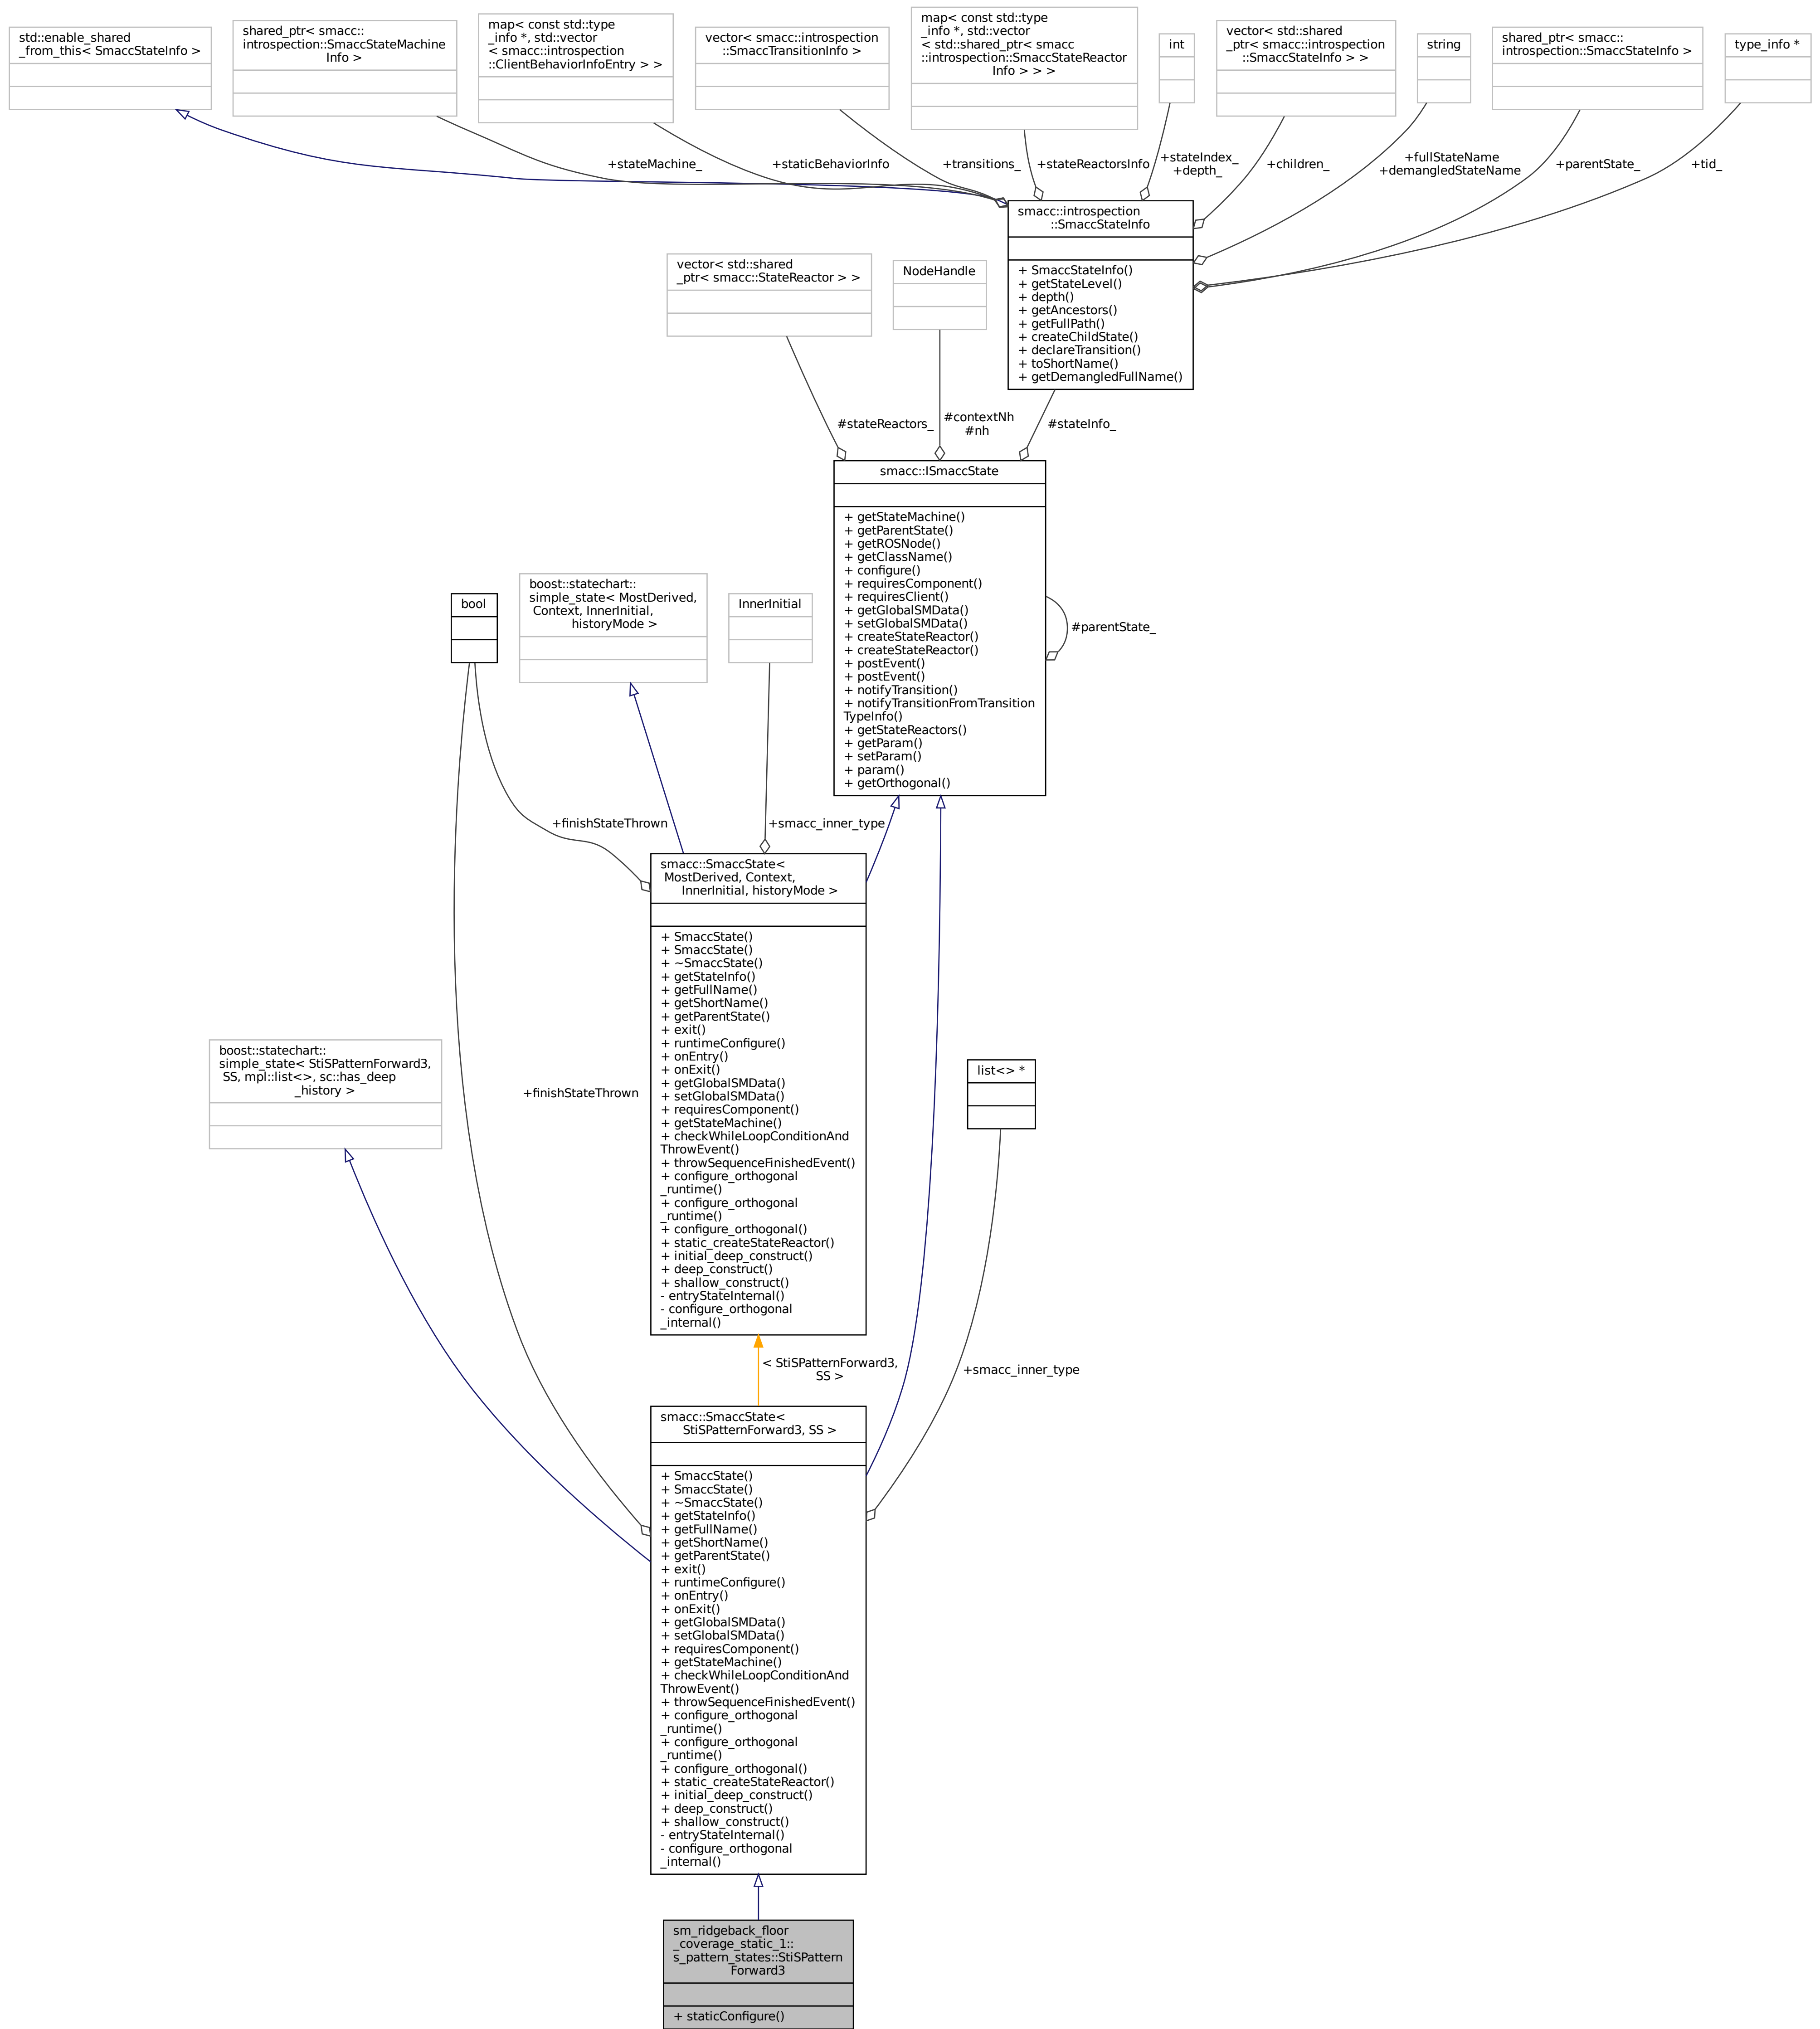 std::enable_shared
_from_this< SmaccStateInfo >
shared_ptr< smacc::
introspection::SmaccStateMachine
Info >
map< const std::type
_info *, std::vector
< smacc::introspection
::ClientBehaviorInfoEntry > >
vector< smacc::introspection
::SmaccTransitionInfo >
map< const std::type
_info *, std::vector
< std::shared_ptr< smacc
::introspection::SmaccStateReactor
Info > > >
int
vector< std::shared
_ptr< smacc::introspection
::SmaccStateInfo > >
string
shared_ptr< smacc::
introspection::SmaccStateInfo >
type_info *
+stateMachine_
+staticBehaviorInfo
+transitions_
+stateReactorsInfo
+stateIndex_
+depth_
+children_
+fullStateName
+demangledStateName
+parentState_
+tid_
smacc::introspection
::SmaccStateInfo
+ SmaccStateInfo()
+ getStateLevel()
+ depth()
+ getAncestors()
+ getFullPath()
+ createChildState()
+ declareTransition()
+ toShortName()
+ getDemangledFullName()
vector< std::shared
_ptr< smacc::StateReactor > >
NodeHandle
#stateReactors_
#contextNh
#nh
#stateInfo_
smacc::ISmaccState
+ getStateMachine()
+ getParentState()
+ getROSNode()
+ getClassName()
+ configure()
+ requiresComponent()
+ requiresClient()
+ getGlobalSMData()
+ setGlobalSMData()
+ createStateReactor()
+ createStateReactor()
+ postEvent()
+ postEvent()
+ notifyTransition()
+ notifyTransitionFromTransition
TypeInfo()
+ getStateReactors()
+ getParam()
+ setParam()
+ param()
+ getOrthogonal()
#parentState_
bool
boost::statechart::
simple_state< MostDerived,
Context, InnerInitial,
historyMode >
InnerInitial
+finishStateThrown
+smacc_inner_type
smacc::SmaccState<
MostDerived, Context,
InnerInitial, historyMode >
+ SmaccState()
+ SmaccState()
+ ~SmaccState()
+ getStateInfo()
+ getFullName()
+ getShortName()
+ getParentState()
+ exit()
+ runtimeConfigure()
+ onEntry()
+ onExit()
+ getGlobalSMData()
+ setGlobalSMData()
+ requiresComponent()
+ getStateMachine()
+ checkWhileLoopConditionAnd
ThrowEvent()
+ throwSequenceFinishedEvent()
+ configure_orthogonal
_runtime()
+ configure_orthogonal
_runtime()
+ configure_orthogonal()
+ static_createStateReactor()
+ initial_deep_construct()
+ deep_construct()
+ shallow_construct()
- entryStateInternal()
- configure_orthogonal
_internal()
boost::statechart::
simple_state< StiSPatternForward3,
SS, mpl::list<>, sc::has_deep
_history >
+finishStateThrown
list<> *
< StiSPatternForward3,
SS >
+smacc_inner_type
smacc::SmaccState<
StiSPatternForward3, SS >
+ SmaccState()
+ SmaccState()
+ ~SmaccState()
+ getStateInfo()
+ getFullName()
+ getShortName()
+ getParentState()
+ exit()
+ runtimeConfigure()
+ onEntry()
+ onExit()
+ getGlobalSMData()
+ setGlobalSMData()
+ requiresComponent()
+ getStateMachine()
+ checkWhileLoopConditionAnd
ThrowEvent()
+ throwSequenceFinishedEvent()
+ configure_orthogonal
_runtime()
+ configure_orthogonal
_runtime()
+ configure_orthogonal()
+ static_createStateReactor()
+ initial_deep_construct()
+ deep_construct()
+ shallow_construct()
- entryStateInternal()
- configure_orthogonal
_internal()
sm_ridgeback_floor
_coverage_static_1::
s_pattern_states::StiSPattern
Forward3
+ staticConfigure()